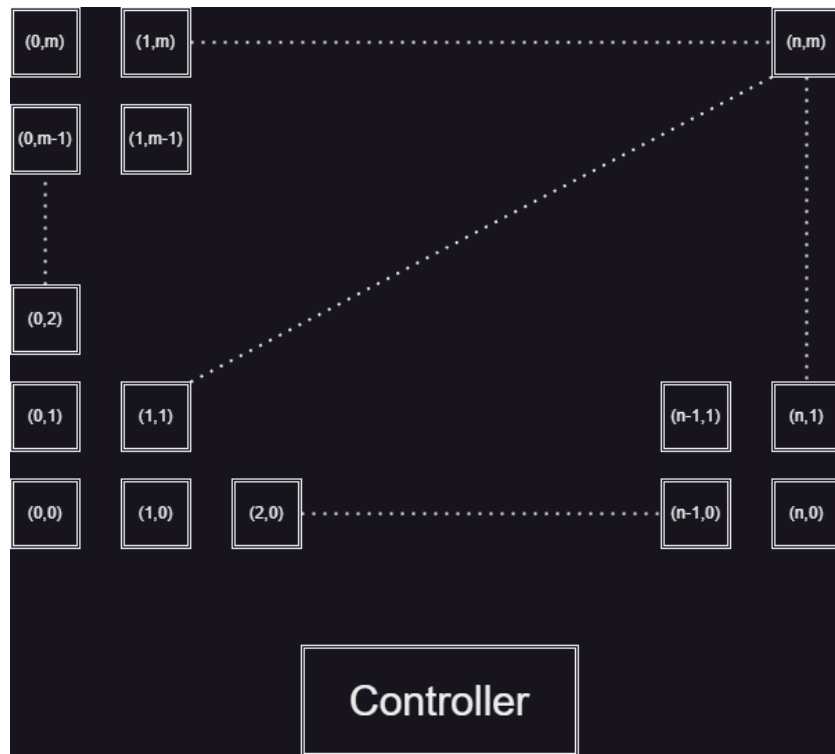 (0,m) (1,m) (n,m)
(0,m-1) (1,m-1)
(0,2)
(0,1) (1,1) (n-1,1) (n,1)
(0,0) (1,0) (2,0) (n-1,0) (n,0)
Controller